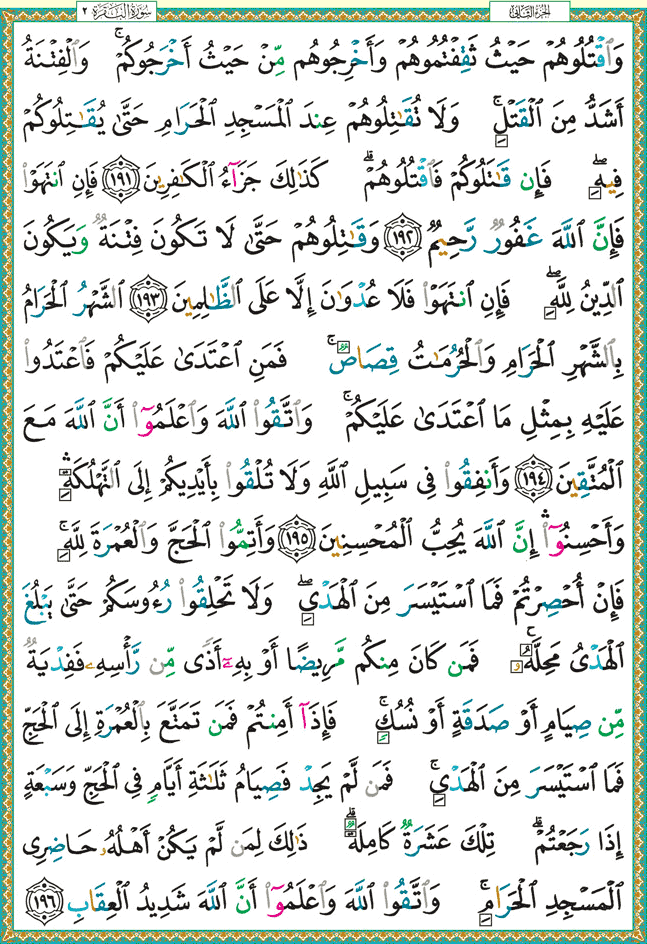 الجزء الثاني
سورة البقرة ٢
وَٱقْتُلُوهُمْ حَيْثُ ثَقِفْتُمُوهُمْ وَأَخْرِجُوهُم مِّنْ حَيْثُ أَخْرَجُوكُمْ ۚ وَٱلْفِتْنَةُ
أَشَدُّ مِنَ ٱلْقَتْلِ ۚ وَلَا تُقَـٰتِلُوهُمْ عِندَ ٱلْمَسْجِدِ ٱلْحَرَامِ حَتَّىٰ يُقَـٰتِلُوكُمْ
فِيهِ ۖ فَإِن قَـٰتَلُوكُمْ فَٱقْتُلُوهُمْ ۗ كَذَٰلِكَ جَزَآءُ ٱلْكَـٰفِرِينَ ١٩١ فَإِنِ ٱنتَهَوْا۟
فَإِنَّ ٱللَّهَ غَفُورٌ رَّحِيمٌ ١٩٢ وَقَـٰتِلُوهُمْ حَتَّىٰ لَا تَكُونَ فِتْنَةٌ وَيَكُونَ
ٱلدِّينُ لِلَّهِ ۖ فَإِنِ ٱنتَهَوْا۟ فَلَا عُدْوَٰنَ إِلَّا عَلَى ٱلظَّـٰلِمِينَ ١٩٣ ٱلشَّهْرُ ٱلْحَرَامُ
بِٱلشَّهْرِ ٱلْحَرَامِ وَٱلْحُرُمَـٰتُ قِصَاصٌ ۚ فَمَنِ ٱعْتَدَىٰ عَلَيْكُمْ فَٱعْتَدُوا۟
عَلَيْهِ بِمِثْلِ مَا ٱعْتَدَىٰ عَلَيْكُمْ ۚ وَٱتَّقُوا۟ ٱللَّهَ وَٱعْلَمُوٓا۟ أَنَّ ٱللَّهَ مَعَ
ٱلْمُتَّقِينَ ١٩٤ وَأَنفِقُوا۟ فِى سَبِيلِ ٱللَّهِ وَلَا تُلْقُوا۟ بِأَيْدِيكُمْ إِلَى ٱلتَّهْلُكَةِ ۛ
وَأَحْسِنُوٓا۟ ۛ إِنَّ ٱللَّهَ يُحِبُّ ٱلْمُحْسِنِينَ ١٩٥ وَأَتِمُّوا۟ ٱلْحَجَّ وَٱلْعُمْرَةَ لِلَّهِ ۚ
فَإِنْ أُحْصِرْتُمْ فَمَا ٱسْتَيْسَرَ مِنَ ٱلْهَدْىِ ۖ وَلَا تَحْلِقُوا۟ رُءُوسَكُمْ حَتَّىٰ يَبْلُغَ
ٱلْهَدْىُ مَحِلَّهُۥ ۚ فَمَن كَانَ مِنكُم مَّرِيضًا أَوْ بِهِۦٓ أَذًى مِّن رَّأْسِهِۦ فَفِدْيَةٌ
مِّن صِيَامٍ أَوْ صَدَقَةٍ أَوْ نُسُكٍ ۚ فَإِذَآ أَمِنتُمْ فَمَن تَمَتَّعَ بِٱلْعُمْرَةِ إِلَى ٱلْحَجِّ
فَمَا ٱسْتَيْسَرَ مِنَ ٱلْهَدْىِ ۚ فَمَن لَّمْ يَجِدْ فَصِيَامُ ثَلَـٰثَةِ أَيَّامٍ فِى ٱلْحَجِّ وَسَبْعَةٍ
إِذَا رَجَعْتُمْ ۗ تِلْكَ عَشَرَةٌ كَامِلَةٌ ۗ ذَٰلِكَ لِمَن لَّمْ يَكُنْ أَهْلُهُۥ حَاضِرِى
ٱلْمَسْجِدِ ٱلْحَرَامِ ۚ وَٱتَّقُوا۟ ٱللَّهَ وَٱعْلَمُوٓا۟ أَنَّ ٱللَّهَ شَدِيدُ ٱلْعِقَابِ ١٩٦